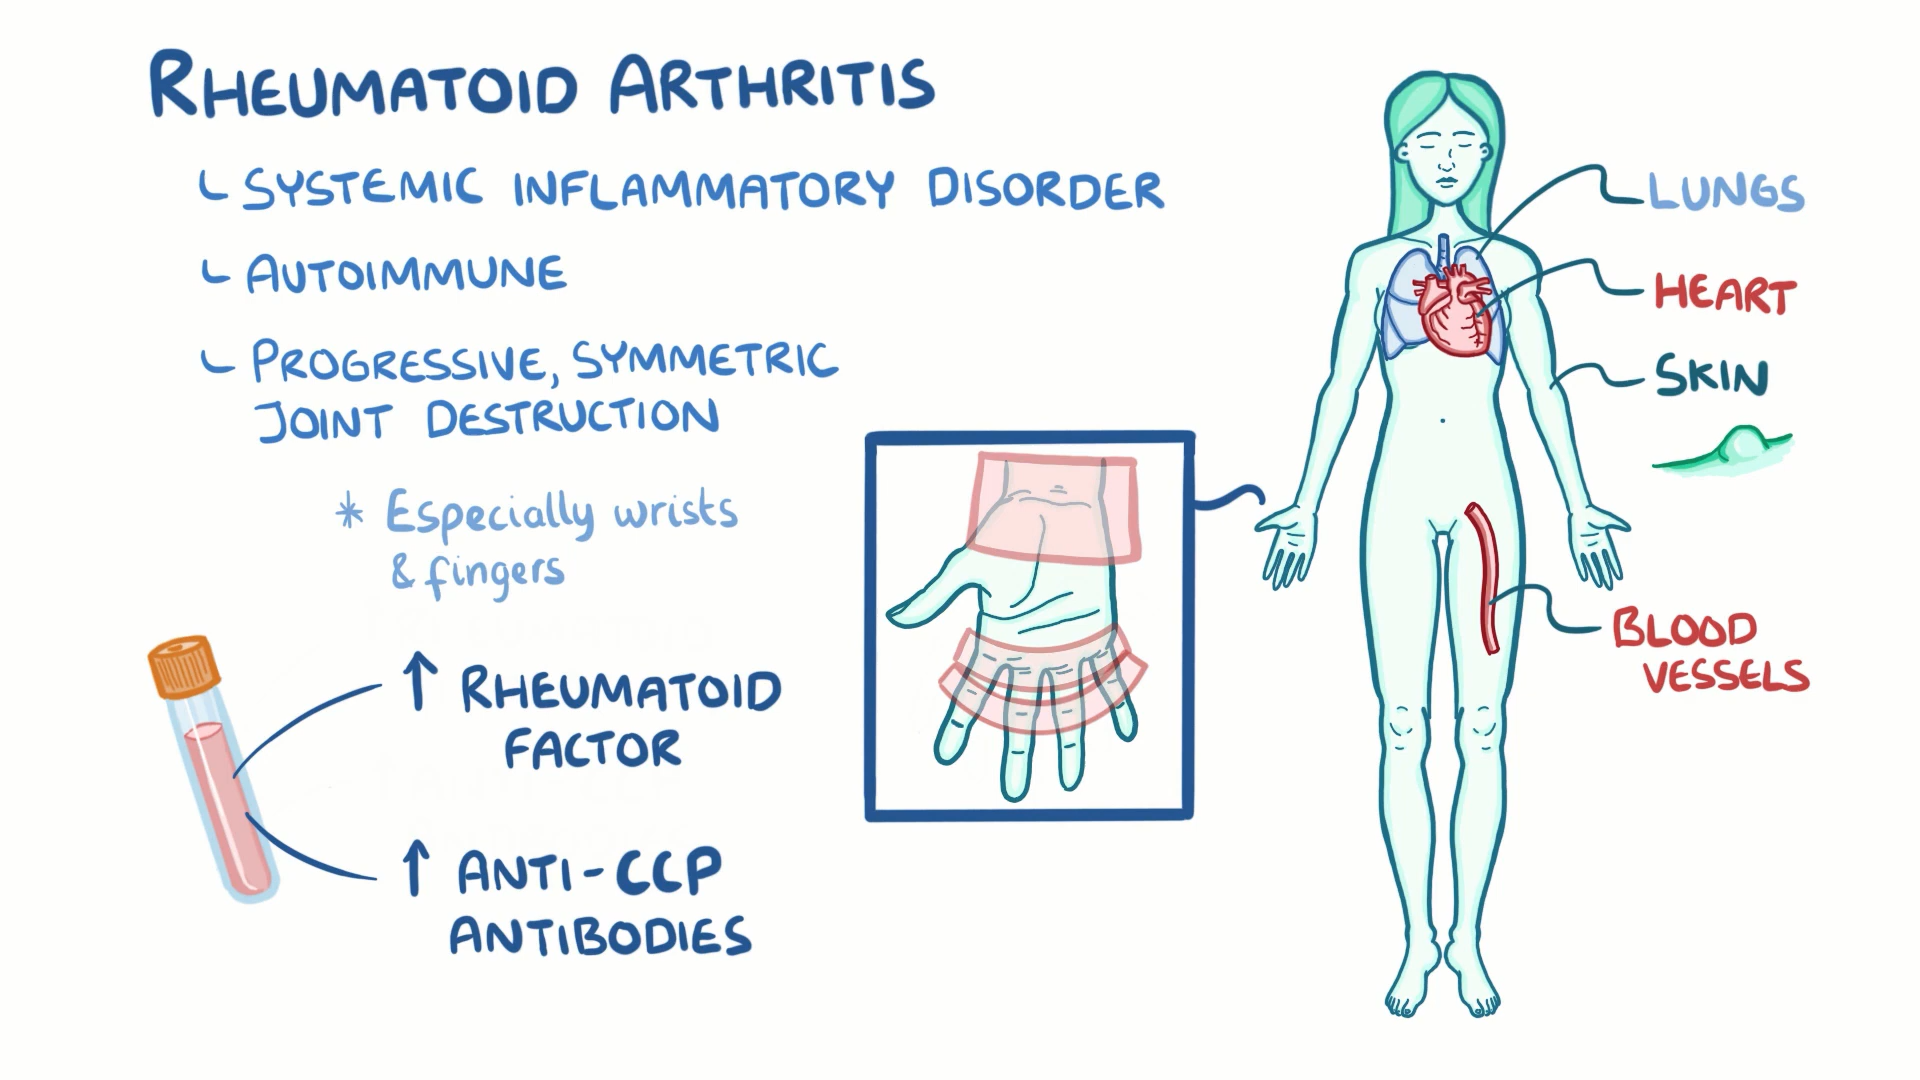 RHEUMATOID ARTHRITIS
SYSTEMIC INFLAMMATORY DISORDER
AUTOIMMUNE
PROGRESSIVE, SYMMETRIC
JOINT DESTRUCTION
* Especially wrists
& fingers
↑ RHEUMATOID
FACTOR
↑ ANTI-CCP
ANTIBODIES
LUNGS
HEART
SKIN
BLOOD
VESSELS